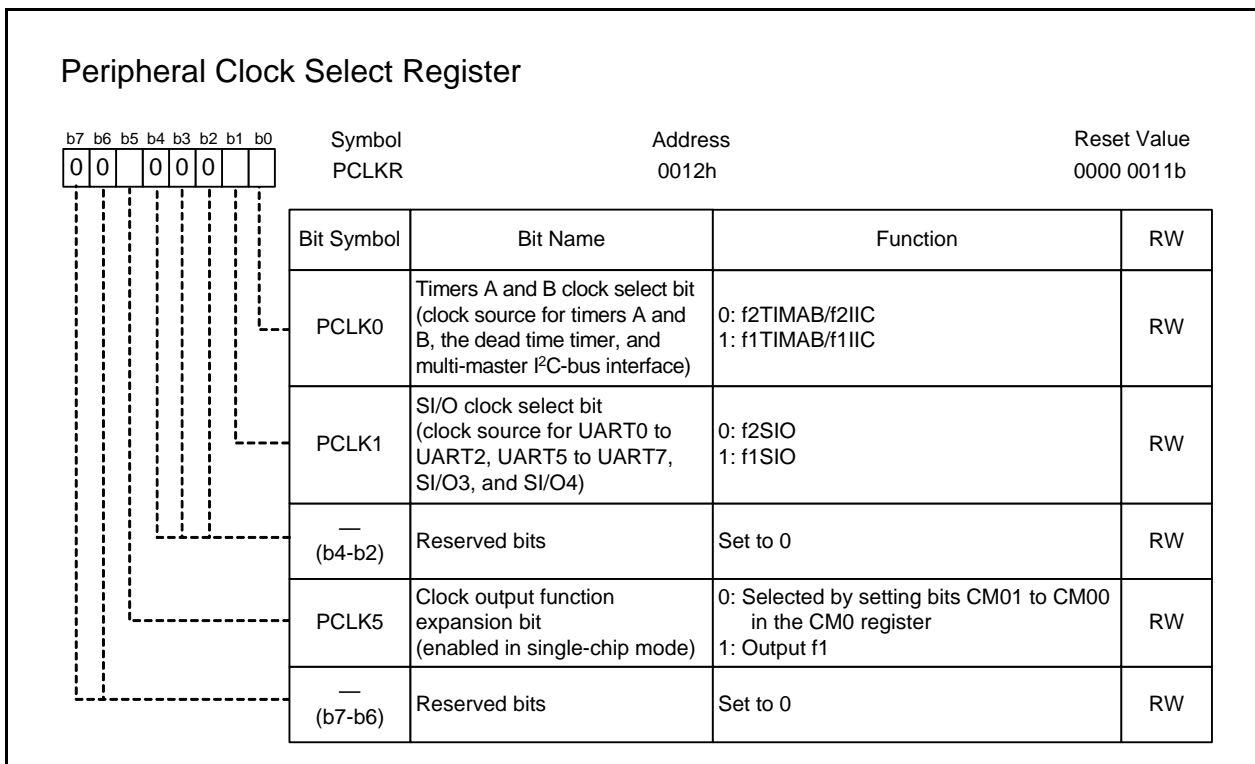 Peripheral Clock Select Register
b7 b6 b5 b4 b3 b2 b1 b0
Symbol Address Reset Value
0 0 0 0 0
PCLKR 0012h 0000 0011b
Bit Symbol Bit Name Function RW
PCLK0
Timers A and B clock select bit
(clock source for timers A and
B, the dead time timer, and
multi-master I²C-bus interface)
0: f2TIMAB/f2IIC
1: f1TIMAB/f1IIC
RW
PCLK1
SI/O clock select bit
(clock source for UART0 to
UART2, UART5 to UART7,
SI/O3, and SI/O4)
0: f2SIO
1: f1SIO
RW
—
(b4-b2)
Reserved bits
Set to 0
RW
PCLK5
Clock output function
expansion bit
(enabled in single-chip mode)
0: Selected by setting bits CM01 to CM00
in the CM0 register
1: Output f1
RW
—
(b7-b6)
Reserved bits
Set to 0
RW